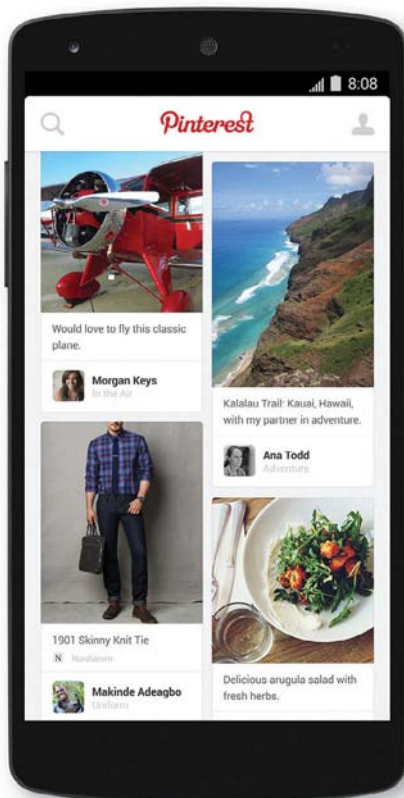 8:08
Pinterest
Would love to fly this classic
plane.
Morgan Keys
In the Air
Kalalau Trail: Kauai, Hawaii,
with my partner in adventure.
Ana Todd
Adventure
1901 Skinny Knit Tie
N Nordstrom
Makinde Adeagbo
Uniform
Delicious arugula salad with
fresh herbs.